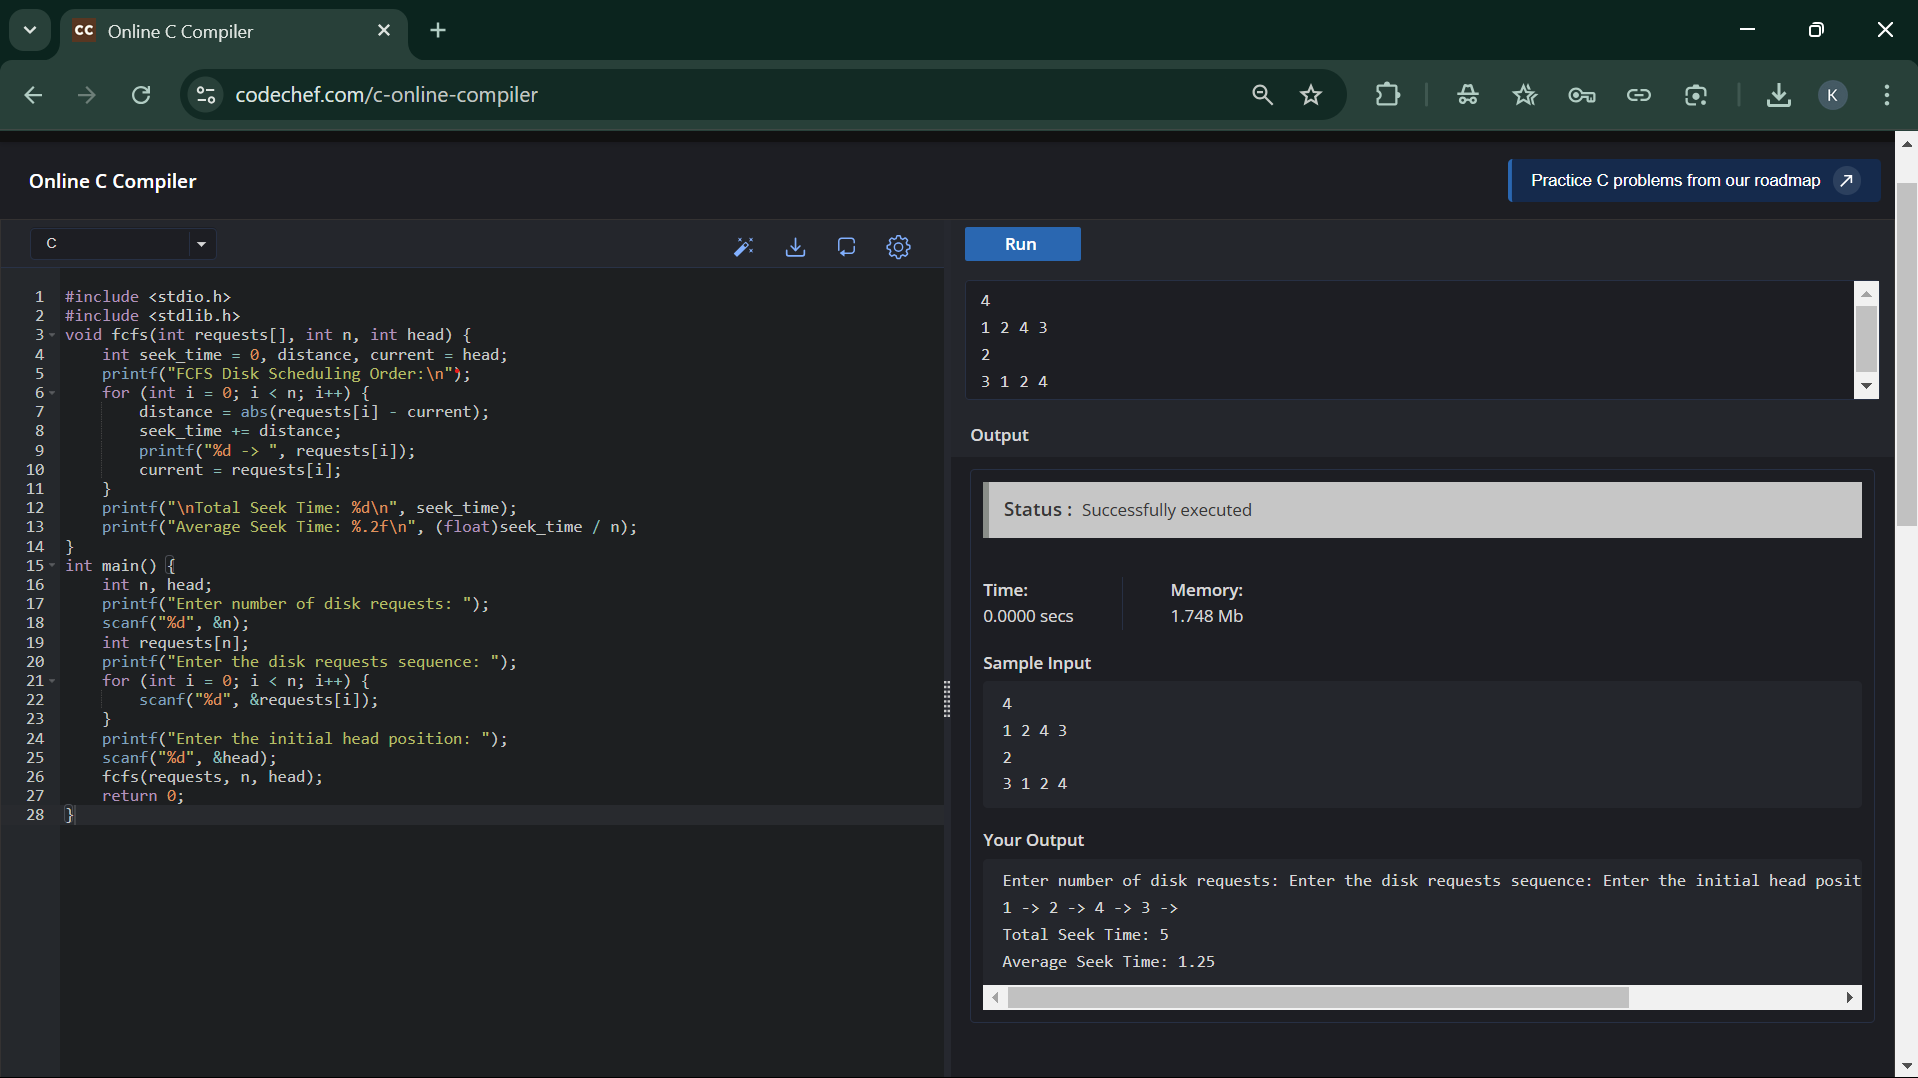 CC Online C Compiler
codechef.com/c-online-compiler
K
Online C Compiler
Practice C problems from our roadmap
C
Run
1 #include <stdio.h>
2 #include <stdlib.h>
3 void fcfs(int requests[], int n, int head) {
4     int seek_time = 0, distance, current = head;
5     printf("FCFS Disk Scheduling Order:\n");
6     for (int i = 0; i < n; i++) {
7         distance = abs(requests[i] - current);
8         seek_time += distance;
9         printf("%d -> ", requests[i]);
10         current = requests[i];
11     }
12     printf("\nTotal Seek Time: %d\n", seek_time);
13     printf("Average Seek Time: %.2f\n", (float)seek_time / n);
14 }
15 int main() {
16     int n, head;
17     printf("Enter number of disk requests: ");
18     scanf("%d", &n);
19     int requests[n];
20     printf("Enter the disk requests sequence: ");
21     for (int i = 0; i < n; i++) {
22         scanf("%d", &requests[i]);
23     }
24     printf("Enter the initial head position: ");
25     scanf("%d", &head);
26     fcfs(requests, n, head);
27     return 0;
28 }
4
1 2 4 3
2
3 1 2 4
Output
Status : Successfully executed
Time:
0.0000 secs
Memory:
1.748 Mb
Sample Input
4
1 2 4 3
2
3 1 2 4
Your Output
Enter number of disk requests: Enter the disk requests sequence: Enter the initial head posit
1 -> 2 -> 4 -> 3 ->
Total Seek Time: 5
Average Seek Time: 1.25